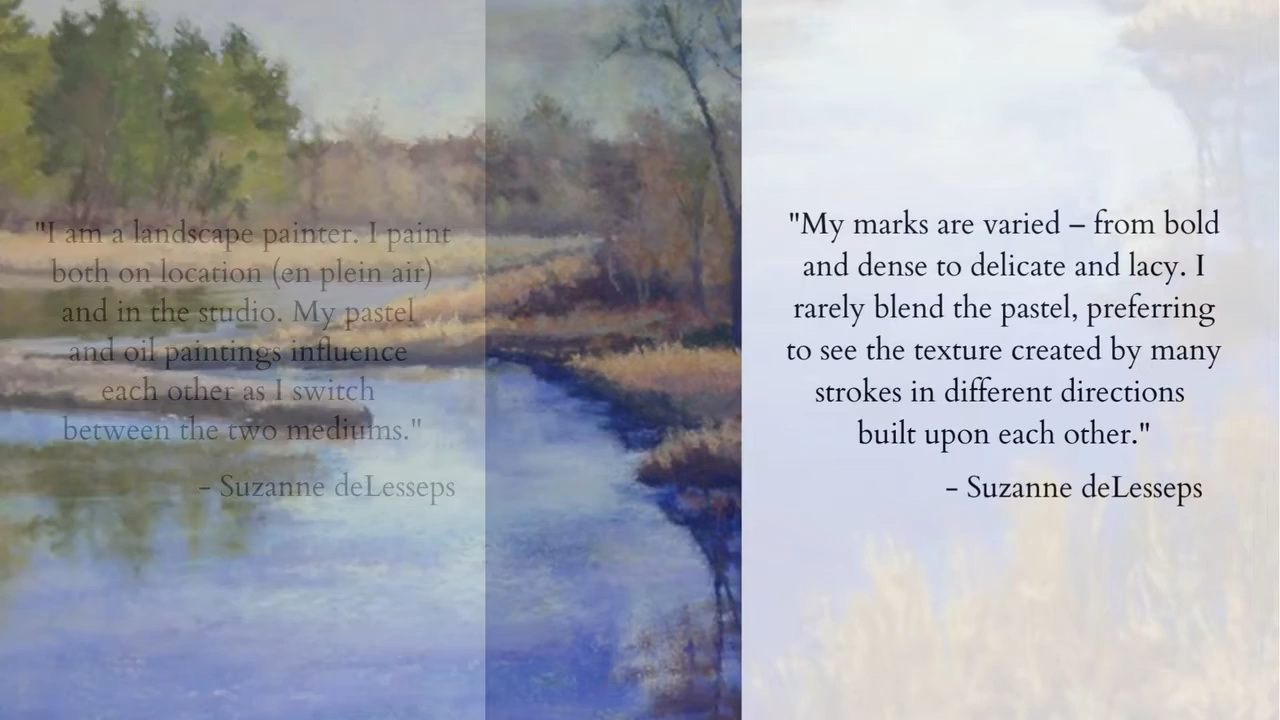 "I am a landscape painter. I paint
both on location (en plein air)
and in the studio. My pastel
and oil paintings influence
each other as I switch
between the two mediums."
– Suzanne deLesseps
"My marks are varied – from bold
and dense to delicate and lacy. I
rarely blend the pastel, preferring
to see the texture created by many
strokes in different directions
built upon each other."
– Suzanne deLesseps